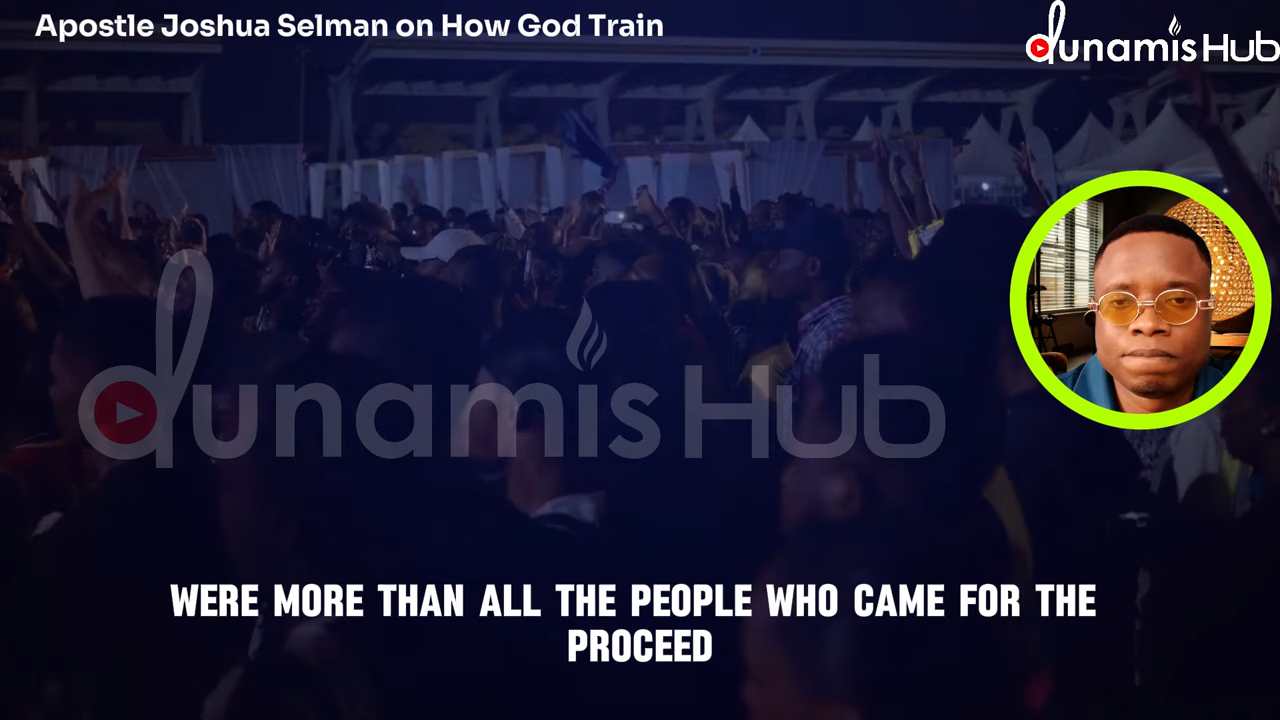 Apostle Joshua Selman on How God Train
dunamisHub
dunamisHub
WERE MORE THAN ALL THE PEOPLE WHO CAME FOR THE
PROCEED